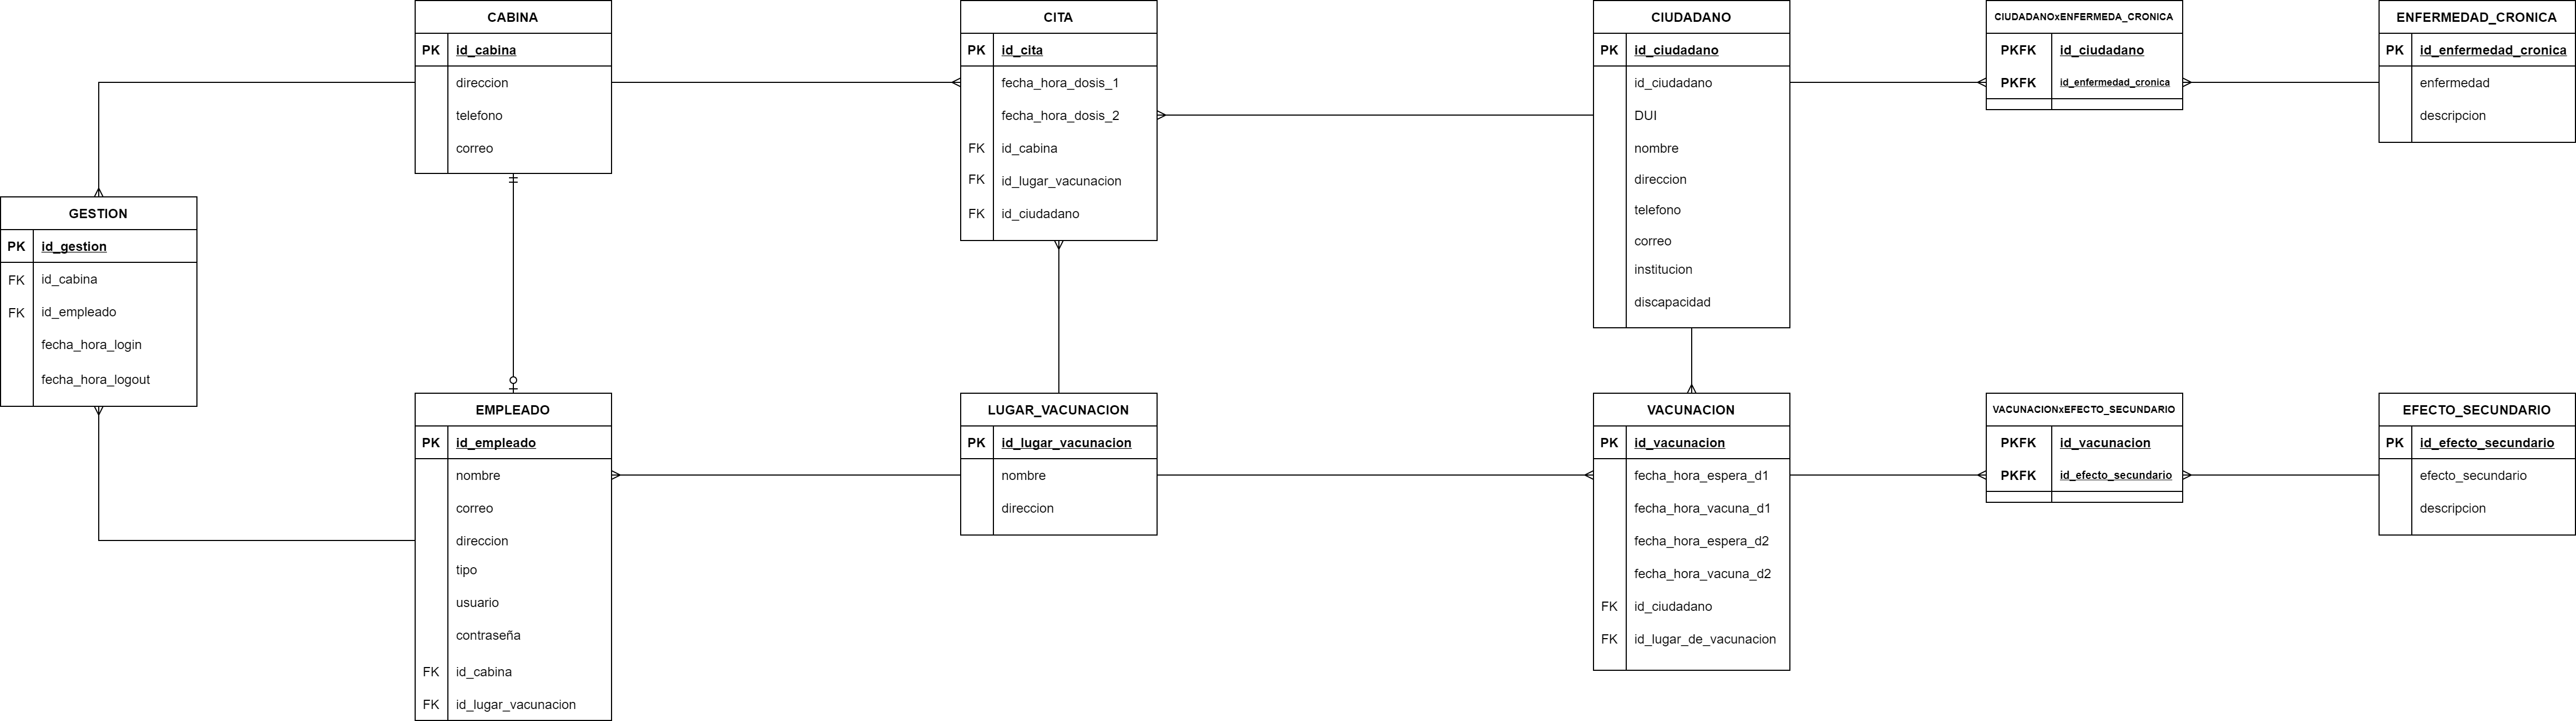 CABINA
PK id_cabina
direccion
telefono
correo
CITA
PK id_cita
fecha_hora_dosis_1
fecha_hora_dosis_2
FK id_cabina
FK id_lugar_vacunacion
FK id_ciudadano
CIUDADANO
PK id_ciudadano
id_ciudadano
DUI
nombre
direccion
telefono
correo
institucion
discapacidad
CIUDADANOxENFERMEDA_CRONICA
PKFK id_ciudadano
PKFK id_enfermedad_cronica
ENFERMEDAD_CRONICA
PK id_enfermedad_cronica
enfermedad
descripcion
GESTION
PK id_gestion
FK id_cabina
FK id_empleado
fecha_hora_login
fecha_hora_logout
EMPLEADO
PK id_empleado
nombre
correo
direccion
tipo
usuario
contraseña
FK id_cabina
FK id_lugar_vacunacion
LUGAR_VACUNACION
PK id_lugar_vacunacion
nombre
direccion
VACUNACION
PK id_vacunacion
fecha_hora_espera_d1
fecha_hora_vacuna_d1
fecha_hora_espera_d2
fecha_hora_vacuna_d2
FK id_ciudadano
FK id_lugar_de_vacunacion
VACUNACIONxEFECTO_SECUNDARIO
PKFK id_vacunacion
PKFK id_efecto_secundario
EFECTO_SECUNDARIO
PK id_efecto_secundario
efecto_secundario
descripcion